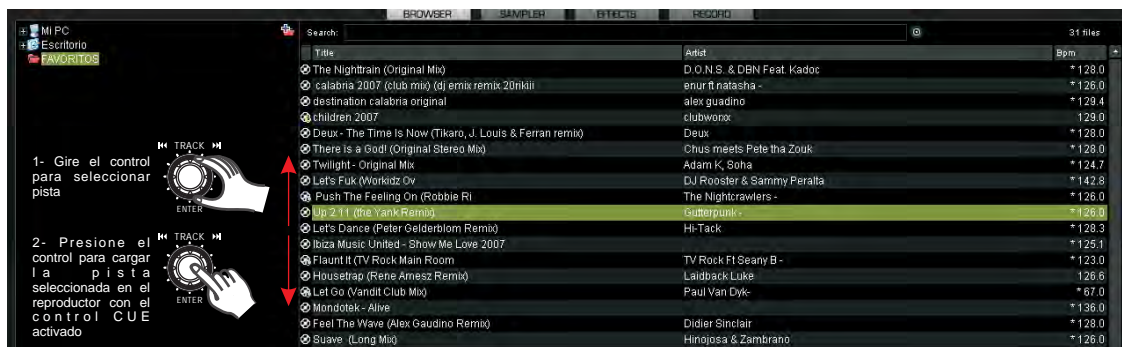 BROWSER SAMPLER EFFECTS RECORD
Mi PC
Escritorio
FAVORITOS
Search: 31 files
Title Artist Bpm
The Nighttrain (Original Mix) D.O.N.S. & DBN Feat. Kadoc * 128.0
calabria 2007 (club mix) (dj emix remix 20rikiii enur ft natasha - * 126.0
destination calabria original alex guadino * 129.4
children 2007 clubworxx 129.0
Deux - The Time Is Now (Tikaro, J. Louis & Ferran remix) Deux * 128.0
There is a God! (Original Stereo Mix) Chus meets Pete tha Zouk * 128.0
Twilight - Original Mix Adam K, Soha * 124.7
Let's Fuk (Workidz Ov DJ Rooster & Sammy Peralta * 142.8
Push The Feeling On (Robbie Ri The Nightcrawlers - * 126.0
Up 2 11 (the Yank Remix) Gutterpunk - * 126.0
Let's Dance (Peter Gelderblom Remix) Hi-Tack * 128.3
Ibiza Music United - Show Me Love 2007 * 125.1
Flaunt It (TV Rock Main Room TV Rock Ft Seany B - * 123.0
Housetrap (Rene Amesz Remix) Laidback Luke 126.6
Let Go (Vandit Club Mix) Paul Van Dyk- * 67.0
Mondotek - Alive * 136.0
Feel The Wave (Alex Gaudino Remix) Didier Sinclair * 128.0
Suave (Long Mix) Hinojosa & Zambrano * 126.0
1- Gire el control
para seleccionar
pista
TRACK
ENTER
2- Presione el
control para cargar
la pista
seleccionada en el
reproductor con el
control CUE
activado
TRACK
ENTER